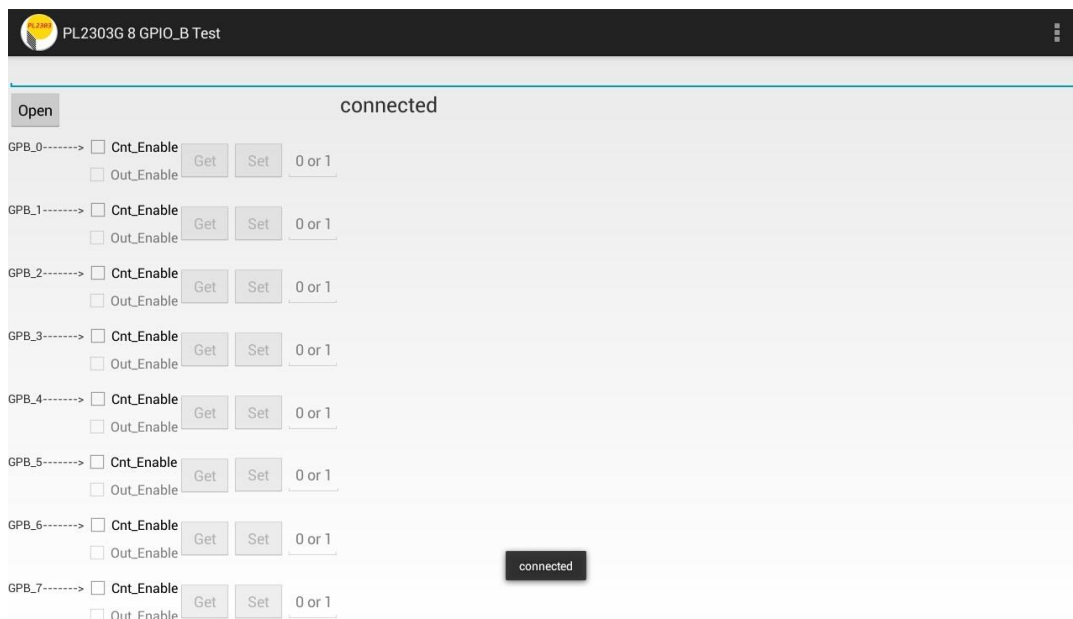 PL2303
PL2303G 8 GPIO_B Test
Open
connected
GPB_0-------> Cnt_Enable
Out_Enable
Get Set 0 or 1
GPB_1-------> Cnt_Enable
Out_Enable
Get Set 0 or 1
GPB_2-------> Cnt_Enable
Out_Enable
Get Set 0 or 1
GPB_3-------> Cnt_Enable
Out_Enable
Get Set 0 or 1
GPB_4-------> Cnt_Enable
Out_Enable
Get Set 0 or 1
GPB_5-------> Cnt_Enable
Out_Enable
Get Set 0 or 1
GPB_6-------> Cnt_Enable
Out_Enable
Get Set 0 or 1
connected
GPB_7-------> Cnt_Enable
Out_Enable
Get Set 0 or 1